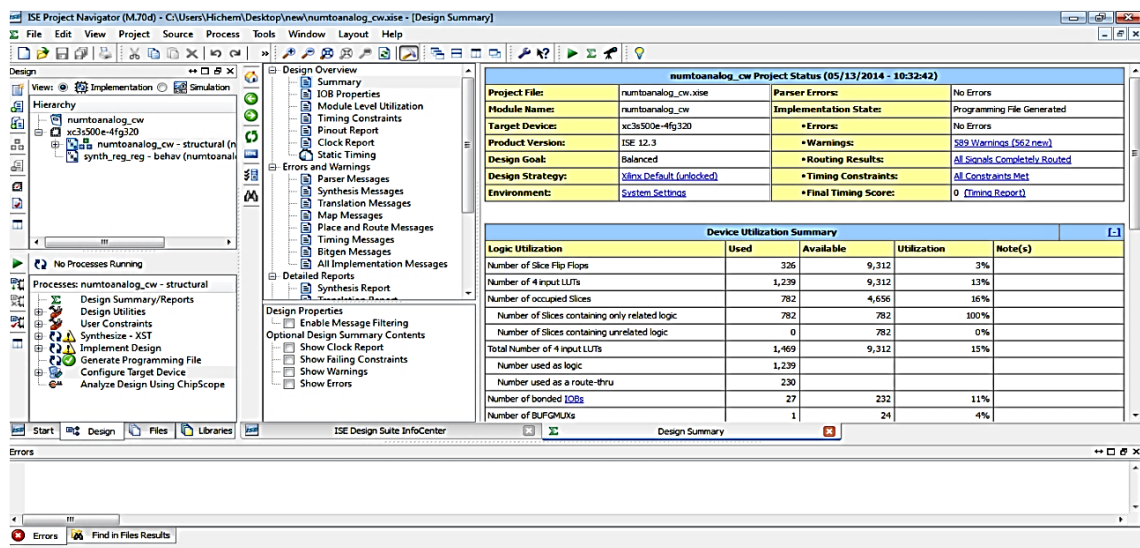 ISE Project Navigator (M.70d) - C:\Users\Hichem\Desktop\new\numtoanalog_cw.xise - [Design Summary]
File Edit View Project Source Process Tools Window Layout Help
Design
View: Implementation Simulation
Hierarchy
numtoanalog_cw
xc3s500e-4fg320
numtoanalog_cw - structural (n
synth_reg_reg - behav (numtoanal
No Processes Running
Processes: numtoanalog_cw - structural
Design Summary/Reports
Design Utilities
User Constraints
Synthesize - XST
Implement Design
Generate Programming File
Configure Target Device
Analyze Design Using ChipScope
Start Design Files Libraries
Design Overview
Summary
IOB Properties
Module Level Utilization
Timing Constraints
Pinout Report
Clock Report
Static Timing
Errors and Warnings
Parser Messages
Synthesis Messages
Translation Messages
Map Messages
Place and Route Messages
Timing Messages
Bitgen Messages
All Implementation Messages
Detailed Reports
Synthesis Report
Translation Report
Design Properties
Enable Message Filtering
Optional Design Summary Contents
Show Clock Report
Show Failing Constraints
Show Warnings
Show Errors
numtoanalog_cw Project Status (05/13/2014 - 10:32:42)
Project File: numtoanalog_cw.xise Parser Errors: No Errors
Module Name: numtoanalog_cw Implementation State: Programming File Generated
Target Device: xc3s500e-4fg320 •Errors: No Errors
Product Version: ISE 12.3 •Warnings: 589 Warnings (562 new)
Design Goal: Balanced •Routing Results: All Signals Completely Routed
Design Strategy: Xilinx Default (unlocked) •Timing Constraints: All Constraints Met
Environment: System Settings •Final Timing Score: 0 (Timing Report)
Device Utilization Summary [-]
Logic Utilization Used Available Utilization Note(s)
Number of Slice Flip Flops 326 9,312 3%
Number of 4 input LUTs 1,239 9,312 13%
Number of occupied Slices 782 4,656 16%
Number of Slices containing only related logic 782 782 100%
Number of Slices containing unrelated logic 0 782 0%
Total Number of 4 input LUTs 1,469 9,312 15%
Number used as logic 1,239
Number used as a route-thru 230
Number of bonded IOBs 27 232 11%
Number of BUFGMUXs 1 24 4%
ISE Design Suite InfoCenter Design Summary
Errors
Errors Find in Files Results